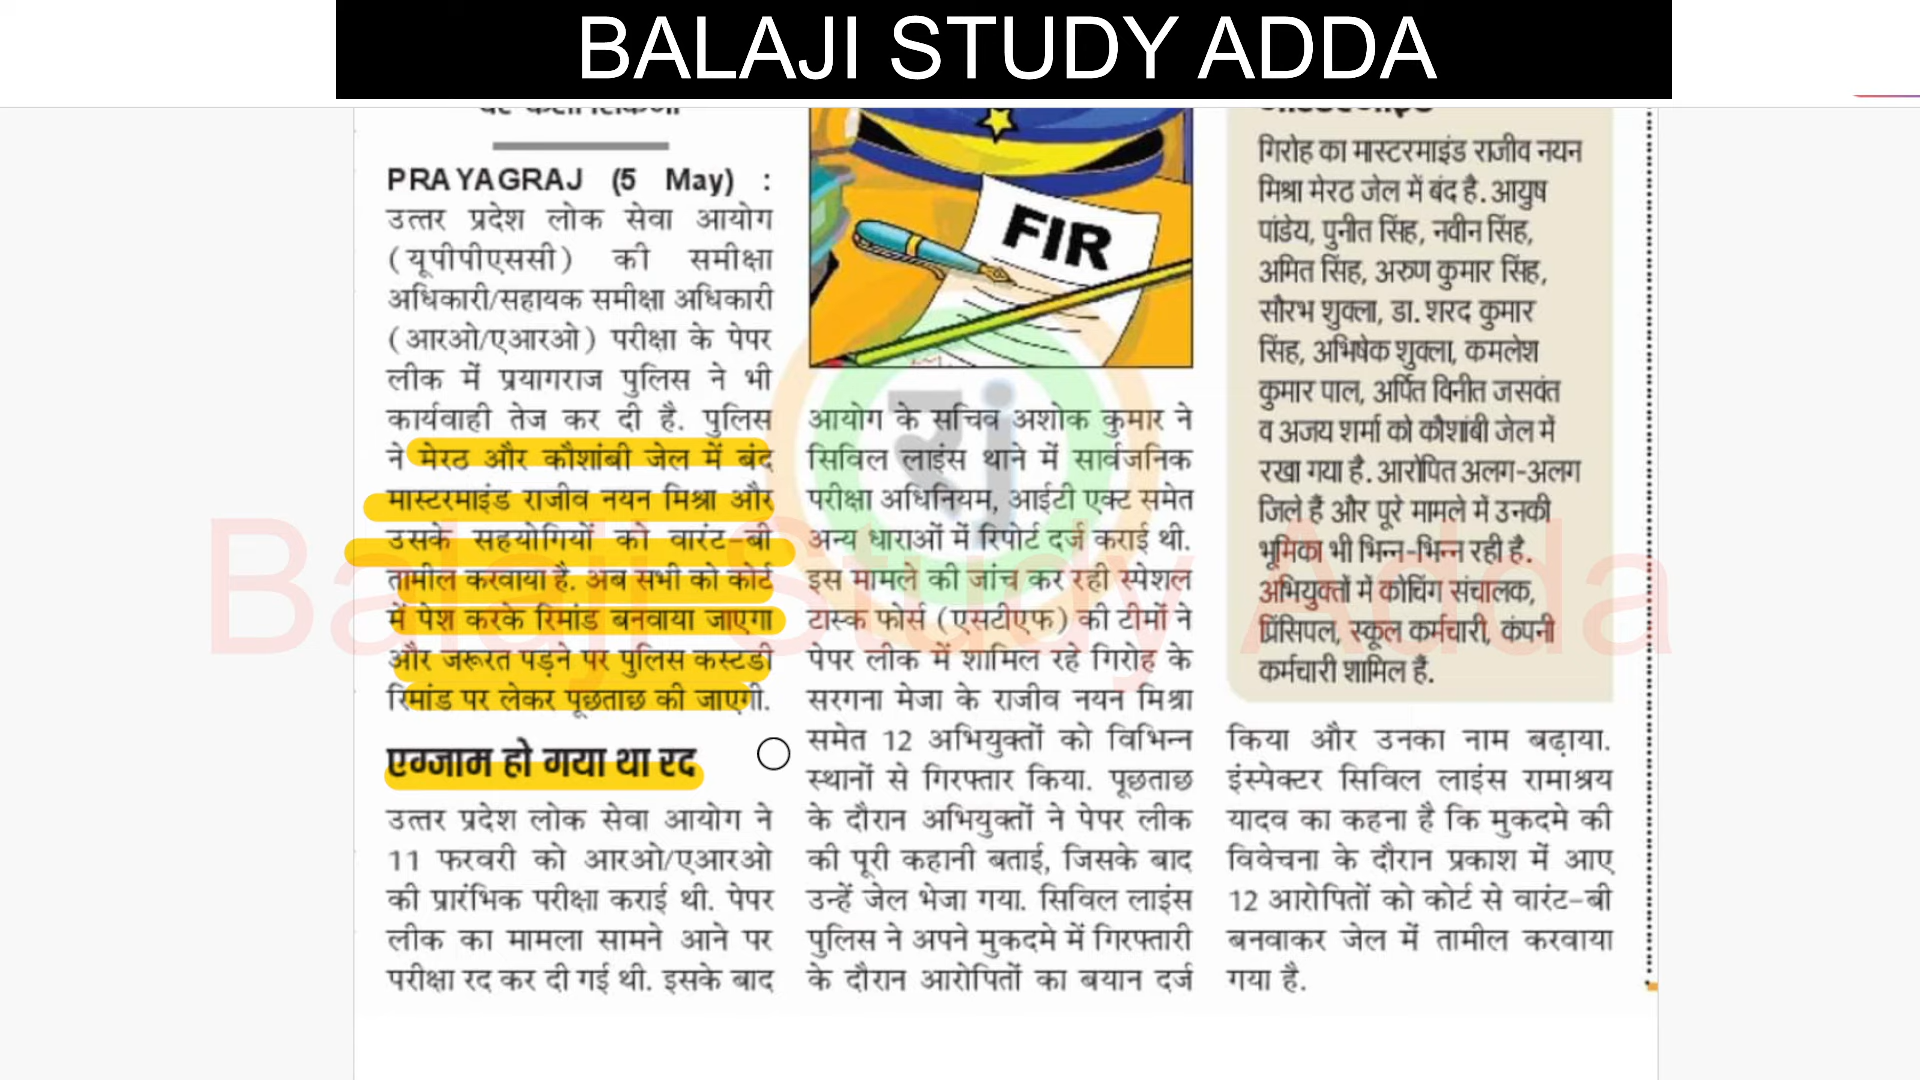 BALAJI STUDY ADDA
PRAYAGRAJ (5 May) :
उत्तर प्रदेश लोक सेवा आयोग
(यूपीपीएससी) की समीक्षा
अधिकारी/सहायक समीक्षा अधिकारी
(आरओ/एआरओ) परीक्षा के पेपर
लीक में प्रयागराज पुलिस ने भी
कार्यवाही तेज कर दी है. पुलिस
ने मेरठ और कौशांबी जेल में बंद
मास्टरमाइंड राजीव नयन मिश्रा और
उसके सहयोगियों को वारंट-बी
तामील करवाया है. अब सभी को कोर्ट
में पेश करके रिमांड बनवाया जाएगा
और जरूरत पड़ने पर पुलिस कस्टडी
रिमांड पर लेकर पूछताछ की जाएगी.
एग्जाम हो गया था रद
उत्तर प्रदेश लोक सेवा आयोग ने
11 फरवरी को आरओ/एआरओ
की प्रारंभिक परीक्षा कराई थी. पेपर
लीक का मामला सामने आने पर
परीक्षा रद कर दी गई थी. इसके बाद
FIR
आयोग के सचिव अशोक कुमार ने
सिविल लाइंस थाने में सार्वजनिक
परीक्षा अधिनियम, आईटी एक्ट समेत
अन्य धाराओं में रिपोर्ट दर्ज कराई थी.
इस मामले की जांच कर रही स्पेशल
टास्क फोर्स (एसटीएफ) की टीमों ने
पेपर लीक में शामिल रहे गिरोह के
सरगना मेजा के राजीव नयन मिश्रा
समेत 12 अभियुक्तों को विभिन्न
स्थानों से गिरफ्तार किया. पूछताछ
के दौरान अभियुक्तों ने पेपर लीक
की पूरी कहानी बताई, जिसके बाद
उन्हें जेल भेजा गया. सिविल लाइंस
पुलिस ने अपने मुकदमे में गिरफ्तारी
के दौरान आरोपितों का बयान दर्ज
गिरोह का मास्टरमाइंड राजीव नयन
मिश्रा मेरठ जेल में बंद है. आयुष
पांडेय, पुनीत सिंह, नवीन सिंह,
अमित सिंह, अरुण कुमार सिंह,
सौरभ शुक्ला, डा. शरद कुमार
सिंह, अभिषेक शुक्ला, कमलेश
कुमार पाल, अर्पित विनीत जसवंत
व अजय शर्मा को कौशांबी जेल में
रखा गया है. आरोपित अलग-अलग
जिले हैं और पूरे मामले में उनकी
भूमिका भी भिन्न-भिन्न रही है.
अभियुक्तों में कोचिंग संचालक,
प्रिंसिपल, स्कूल कर्मचारी, कंपनी
कर्मचारी शामिल हैं.
किया और उनका नाम बढ़ाया.
इंस्पेक्टर सिविल लाइंस रामाश्रय
यादव का कहना है कि मुकदमे की
विवेचना के दौरान प्रकाश में आए
12 आरोपितों को कोर्ट से वारंट-बी
बनवाकर जेल में तामील करवाया
गया है.
Balaji Study Adda